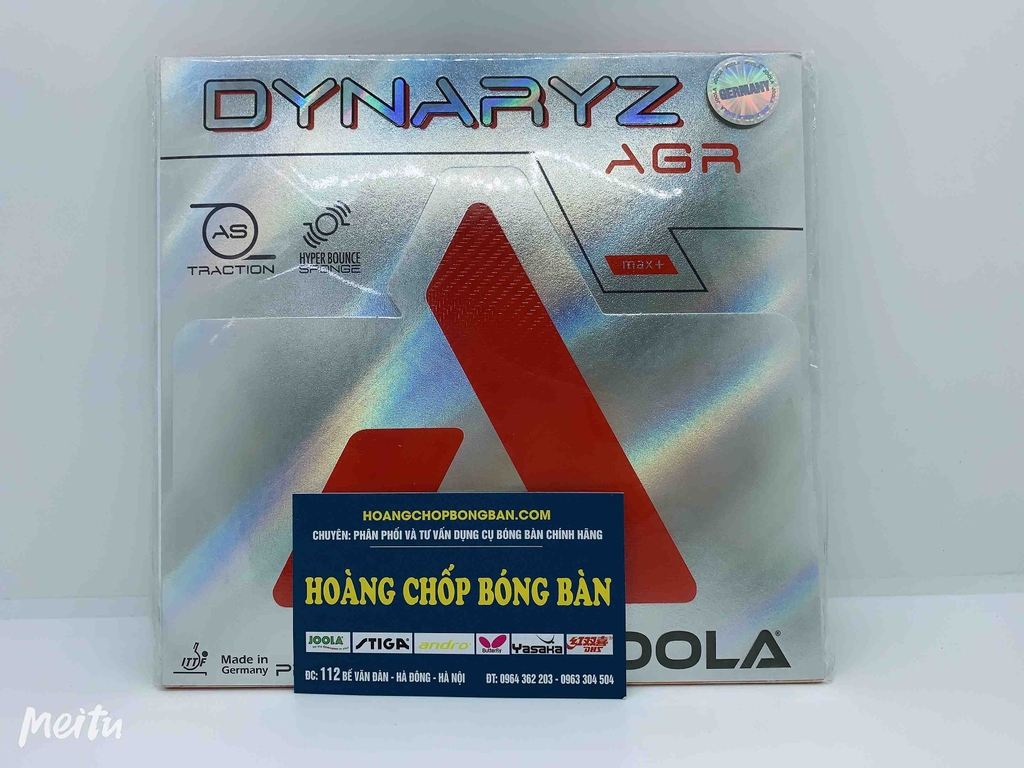 DYNARYZ
GERMANY
AGR
AS
TRACTION
HYPER BOUNCE
SPONGE
max+
HOANGCHOPBONGBAN.COM
CHUYÊN: PHÂN PHỐI VÀ TƯ VẤN DỤNG CỤ BÓNG BÀN CHÍNH HÃNG
HOÀNG CHỐP BÓNG BÀN
JOOLA STIGA andro Butterfly Yasaka DHS
ĐC: 112 BẾ VĂN ĐÀN - HÀ ĐÔNG - HÀ NỘI ĐT: 0964 362 203 - 0963 304 504
ITTF
Made in
Germany
OOLA®
Meitu